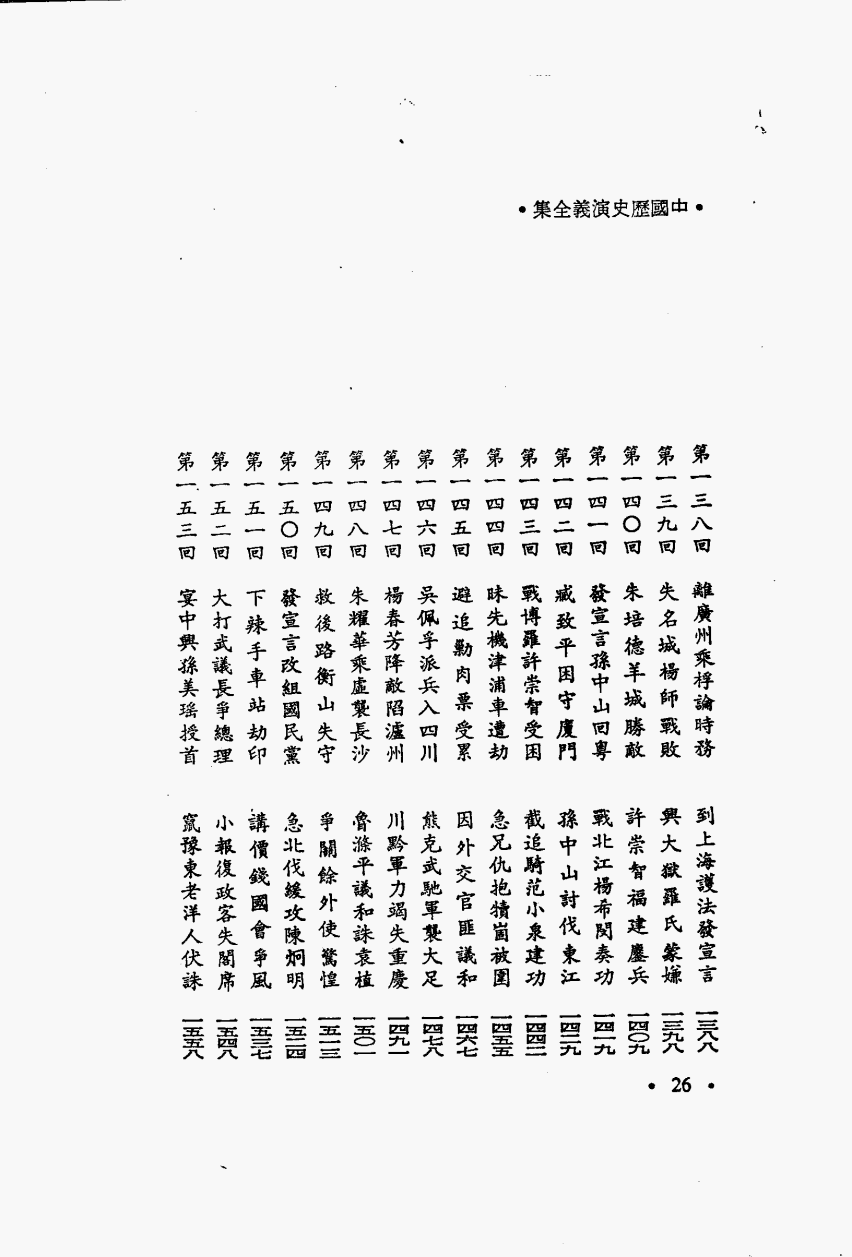 •中國歷史演義全集•
第一三八回 離廣州乘桴論時務 到上海護法發宣言 一三八八
第一三九回 失名城楊師戰敗 興大獄羅氏蒙嫌 一三九八
第一四〇回 朱培德羊城勝敵 許崇智福建鏖兵 一四〇九
第一四一回 發宣言孫中山回粵 戰北江楊希閔奏功 一四一九
第一四二回 臧致平困守廈門 孫中山討伐東江 一四二九
第一四三回 戰博羅許崇智受困 截追騎范小泉建功 一四四二
第一四四回 昧先機津浦車遭劫 急兄仇抱犢崮被圍 一四五五
第一四五回 避追勦肉票受累 因外交官匪議和 一四六七
第一四六回 吳佩孚派兵入四川 熊克武馳軍襲大足 一四七八
第一四七回 楊春芳降敵陷瀘州 川黔軍力竭失重慶 一四九一
第一四八回 朱耀華乘虛襲長沙 魯滌平議和誅袁植 一五〇一
第一四九回 救後路衡山失守 爭關餘外使驚惶 一五一三
第一五〇回 發宣言改組國民黨 急北伐緩攻陳炯明 一五二四
第一五一回 下辣手車站劫印 講價錢國會爭風 一五三七
第一五二回 大打武議長爭總理 小報復政客失閣席 一五四八
第一五三回 宴中興孫美瑤授首 竄豫東老洋人伏誅 一五五八
• 26 •